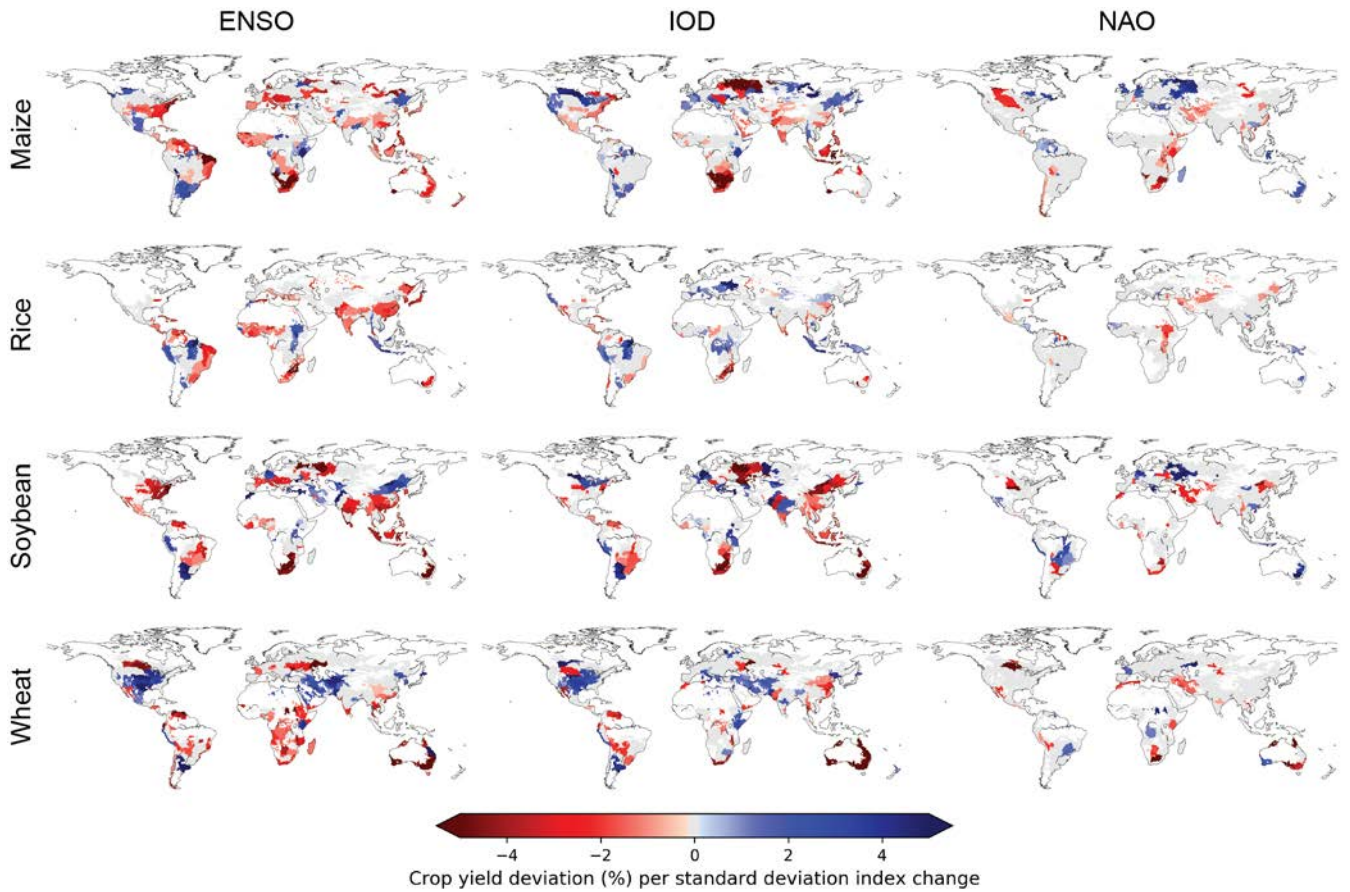 ENSO IOD NAO
Maize
Rice
Soybean
Wheat
−4 −2 0 2 4
Crop yield deviation (%) per standard deviation index change